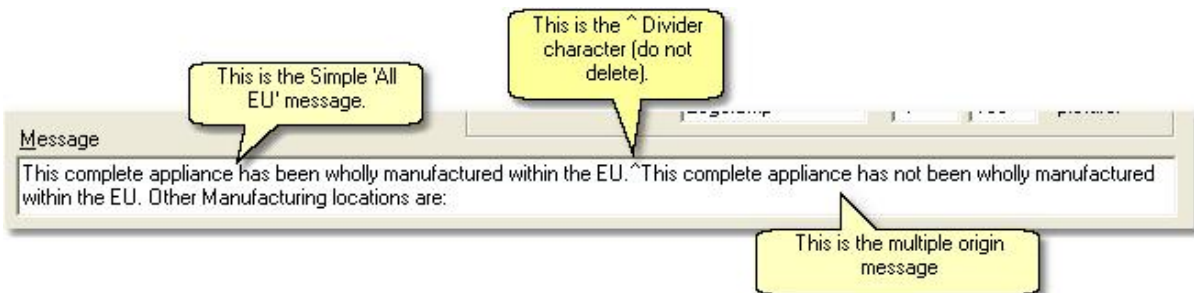 This is the ^ Divider
character (do not
delete).
This is the Simple 'All
EU' message.
Message
This complete appliance has been wholly manufactured within the EU.^This complete appliance has not been wholly manufactured
within the EU. Other Manufacturing locations are:
This is the multiple origin
message